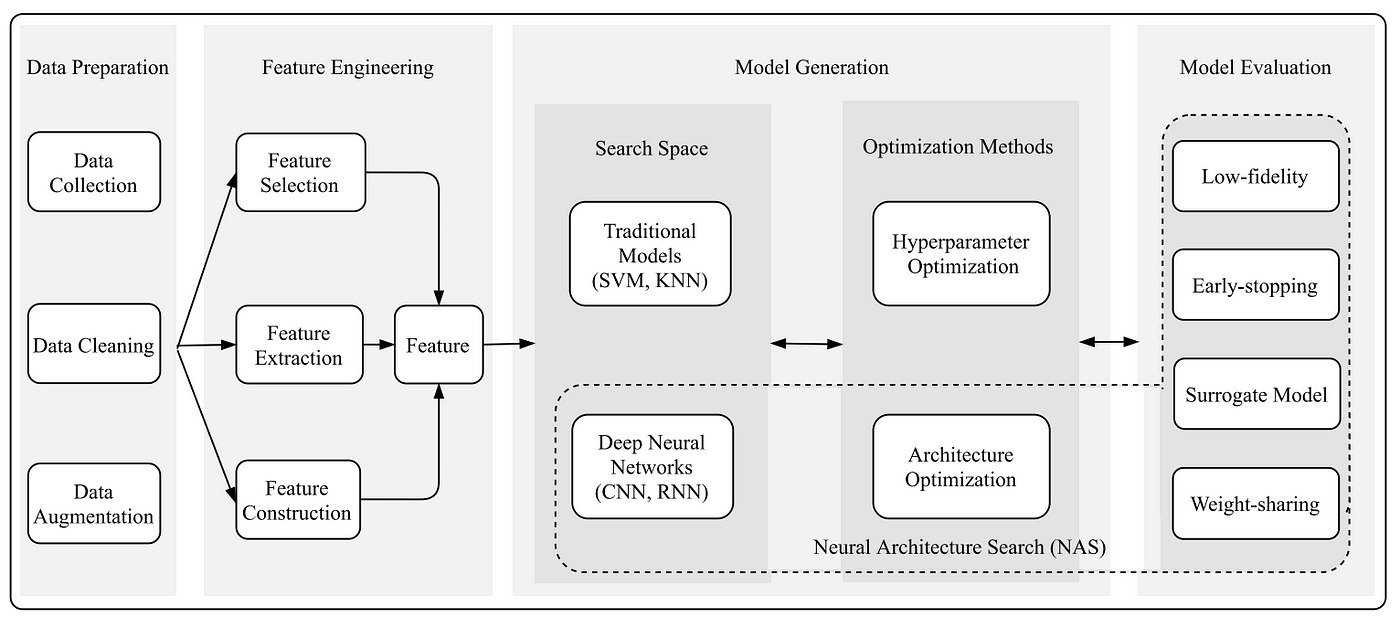 Data Preparation
Data
Collection
Data Cleaning
Data
Augmentation
Feature Engineering
Feature
Selection
Feature
Extraction
Feature
Construction
Feature
Model Generation
Search Space
Traditional
Models
(SVM, KNN)
Deep Neural
Networks
(CNN, RNN)
Optimization Methods
Hyperparameter
Optimization
Architecture
Optimization
Neural Architecture Search (NAS)
Model Evaluation
Low-fidelity
Early-stopping
Surrogate Model
Weight-sharing